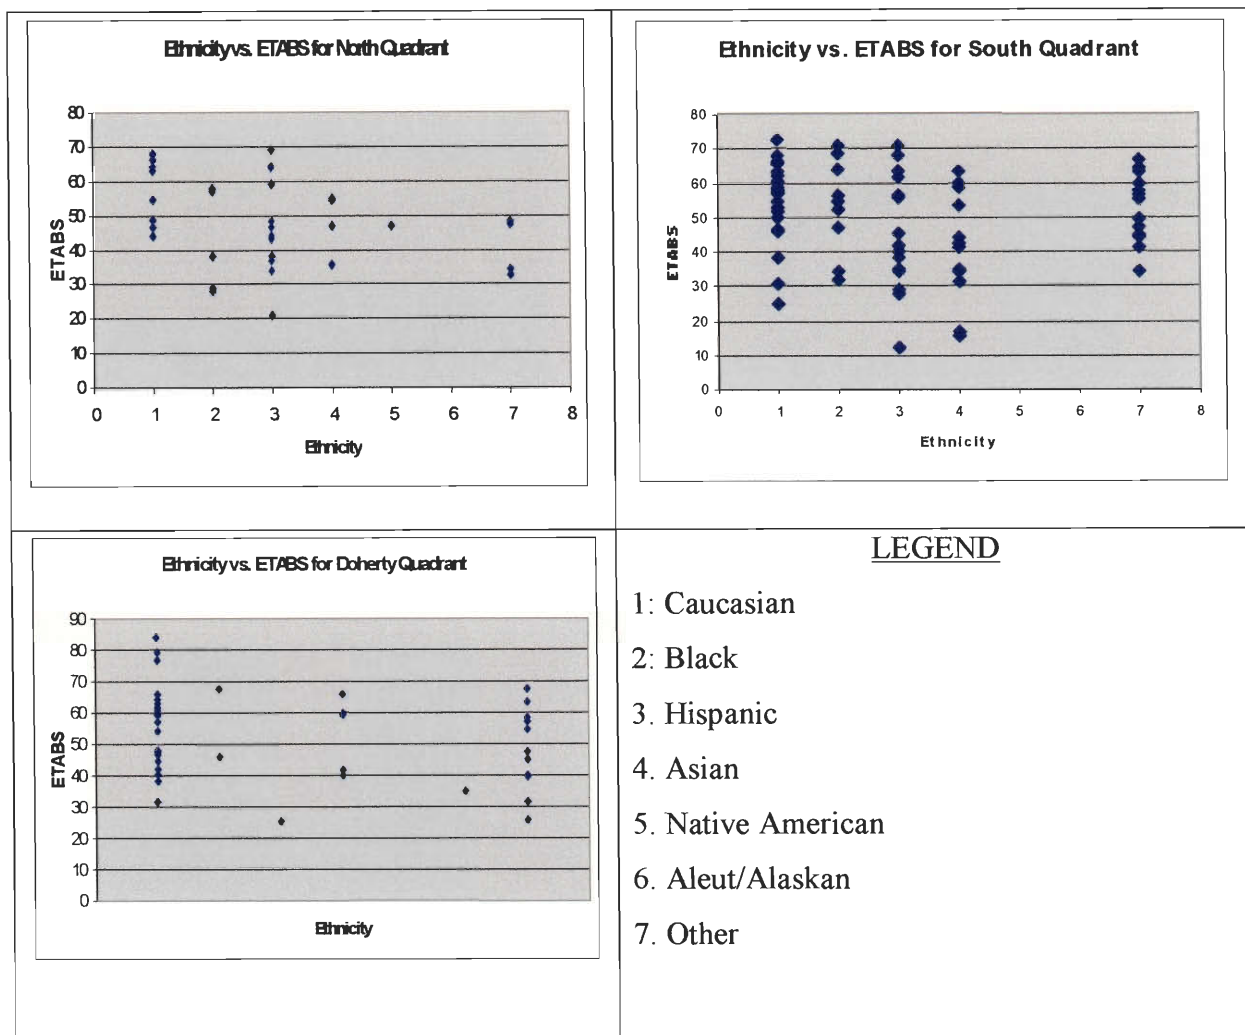 Ethnicity vs. ETABS for North Quadrant
80
70
60
50
40
30
20
10
0
ETABS
0 1 2 3 4 5 6 7 8
Ethnicity
Ethnicity vs. ETABS for South Quadrant
80
70
60
50
40
30
20
10
0
ETABS
0 1 2 3 4 5 6 7 8
Ethnicity
Ethnicity vs. ETABS for Doherty Quadrant
90
80
70
60
50
40
30
20
10
0
ETABS
Ethnicity
LEGEND
1: Caucasian
2: Black
3. Hispanic
4. Asian
5. Native American
6. Aleut/Alaskan
7. Other